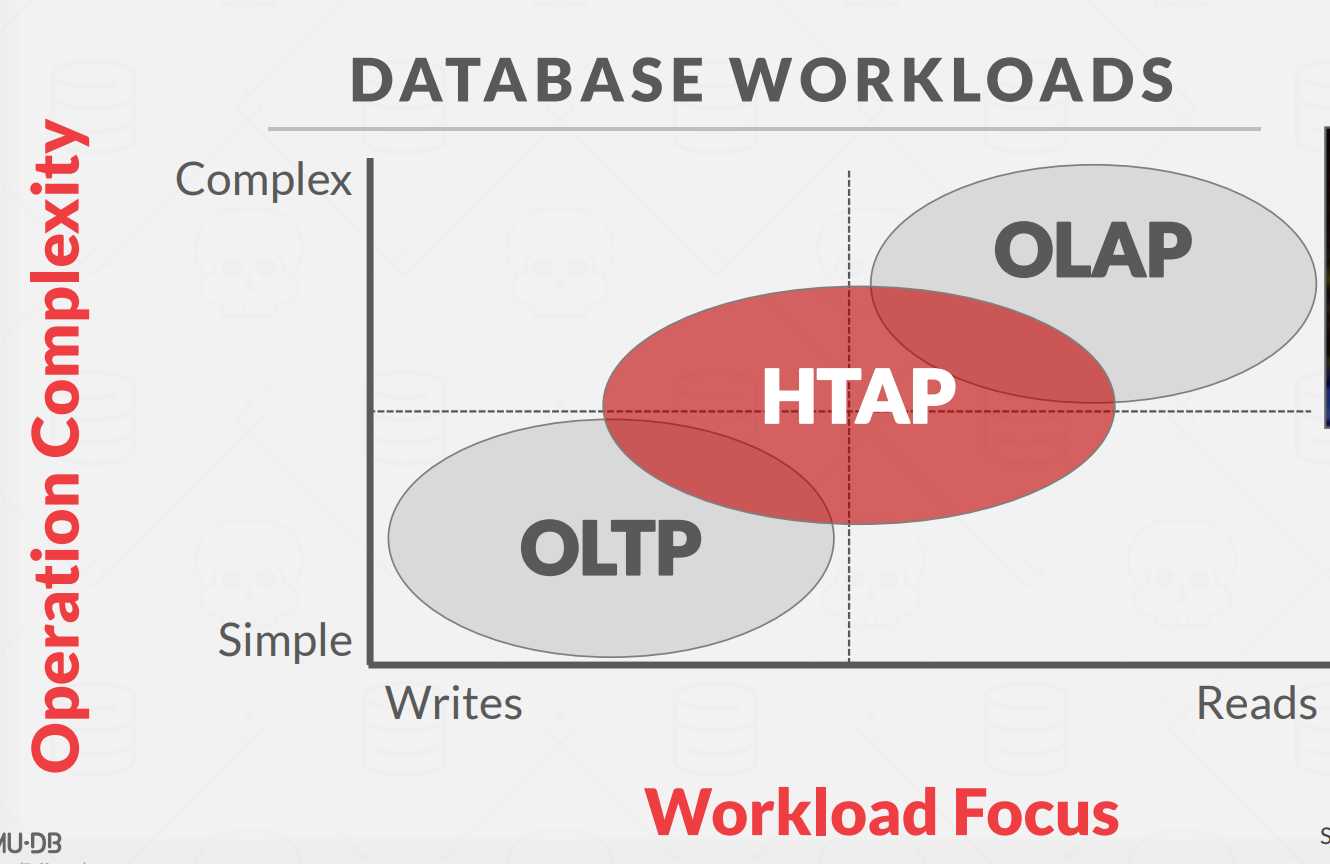 DATABASE WORKLOADS
Operation Complexity
Complex
OLAP
HTAP
OLTP
Simple
Writes
Reads
Workload Focus
MU·DB